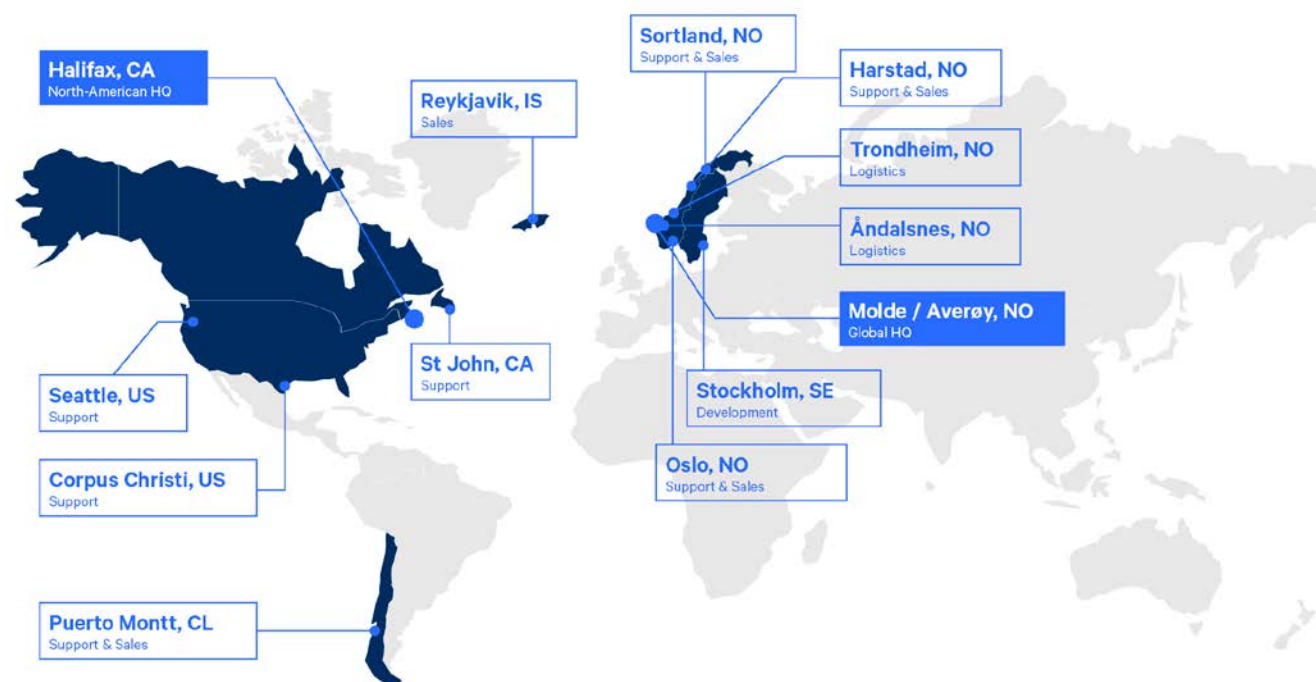 Halifax, CA
North-American HQ
Reykjavik, IS
Sales
St John, CA
Support
Seattle, US
Support
Corpus Christi, US
Support
Puerto Montt, CL
Support & Sales
Sortland, NO
Support & Sales
Harstad, NO
Support & Sales
Trondheim, NO
Logistics
Åndalsnes, NO
Logistics
Molde / Averøy, NO
Global HQ
Stockholm, SE
Development
Oslo, NO
Support & Sales